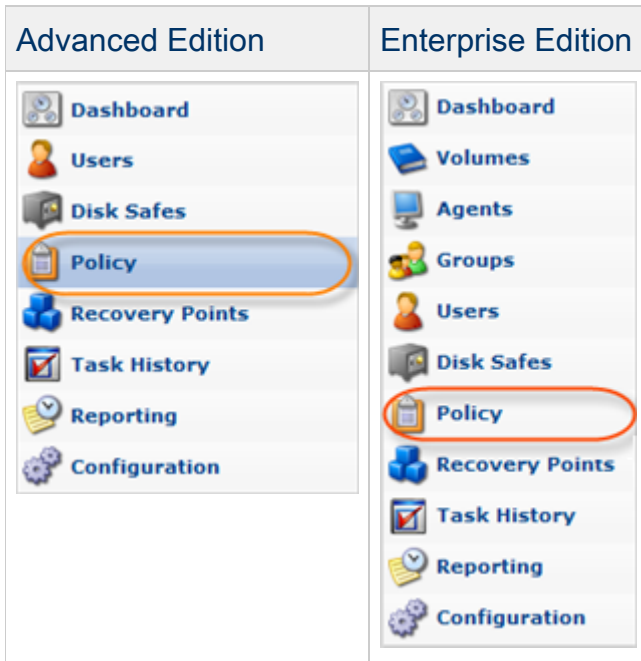 Advanced Edition
Enterprise Edition
Dashboard
Users
Disk Safes
Policy
Recovery Points
Task History
Reporting
Configuration
Dashboard
Volumes
Agents
Groups
Users
Disk Safes
Policy
Recovery Points
Task History
Reporting
Configuration